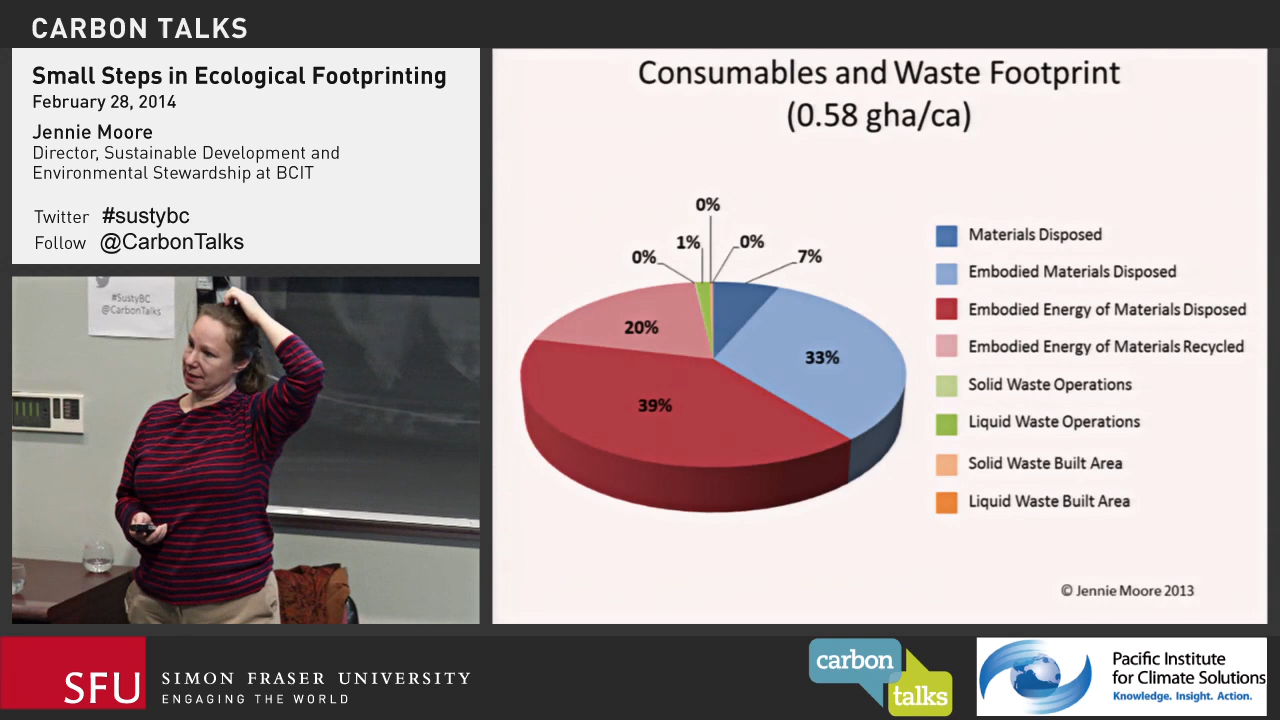 CARBON TALKS
Small Steps in Ecological Footprinting
February 28, 2014
Jennie Moore
Director, Sustainable Development and
Environmental Stewardship at BCIT
Twitter #sustybc
Follow @CarbonTalks
#SustyBC
@CarbonTalks
Consumables and Waste Footprint
(0.58 gha/ca)
0%
1%
0%
0%
7%
20%
33%
39%
Materials Disposed
Embodied Materials Disposed
Embodied Energy of Materials Disposed
Embodied Energy of Materials Recycled
Solid Waste Operations
Liquid Waste Operations
Solid Waste Built Area
Liquid Waste Built Area
© Jennie Moore 2013
SFU
SIMON FRASER UNIVERSITY
ENGAGING THE WORLD
carbon
talks
Pacific Institute
for Climate Solutions
Knowledge. Insight. Action.